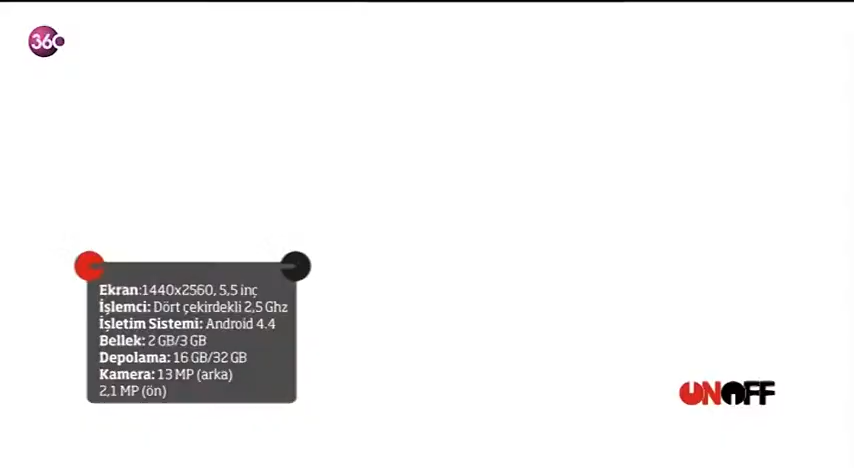 360
Ekran:1440x2560, 5,5 inç
İşlemci: Dört çekirdekli 2,5 Ghz
İşletim Sistemi: Android 4.4
Bellek: 2 GB/3 GB
Depolama: 16 GB/32 GB
Kamera: 13 MP (arka)
2,1 MP (ön)
ONOFF